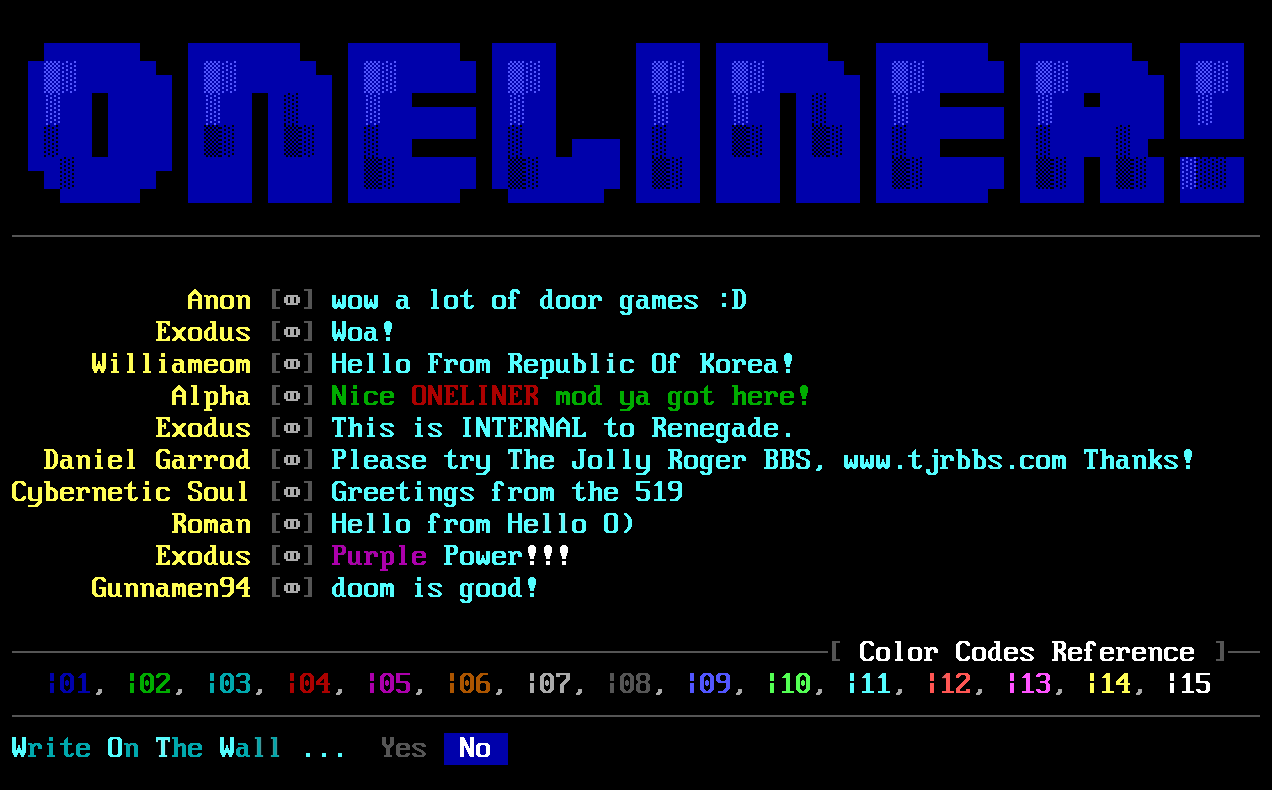 ONELINER!
Anon [¤] wow a lot of door games :D
Exodus [¤] Woa!
Williameom [¤] Hello From Republic Of Korea!
Alpha [¤] Nice ONELINER mod ya got here!
Exodus [¤] This is INTERNAL to Renegade.
Daniel Garrod [¤] Please try The Jolly Roger BBS, www.tjrbbs.com Thanks!
Cybernetic Soul [¤] Greetings from the 519
Roman [¤] Hello from Hello O)
Exodus [¤] Purple Power!!!
Gunnamen94 [¤] doom is good!
[ Color Codes Reference ]
|01, |02, |03, |04, |05, |06, |07, |08, |09, |10, |11, |12, |13, |14, |15
Write On The Wall ... Yes No